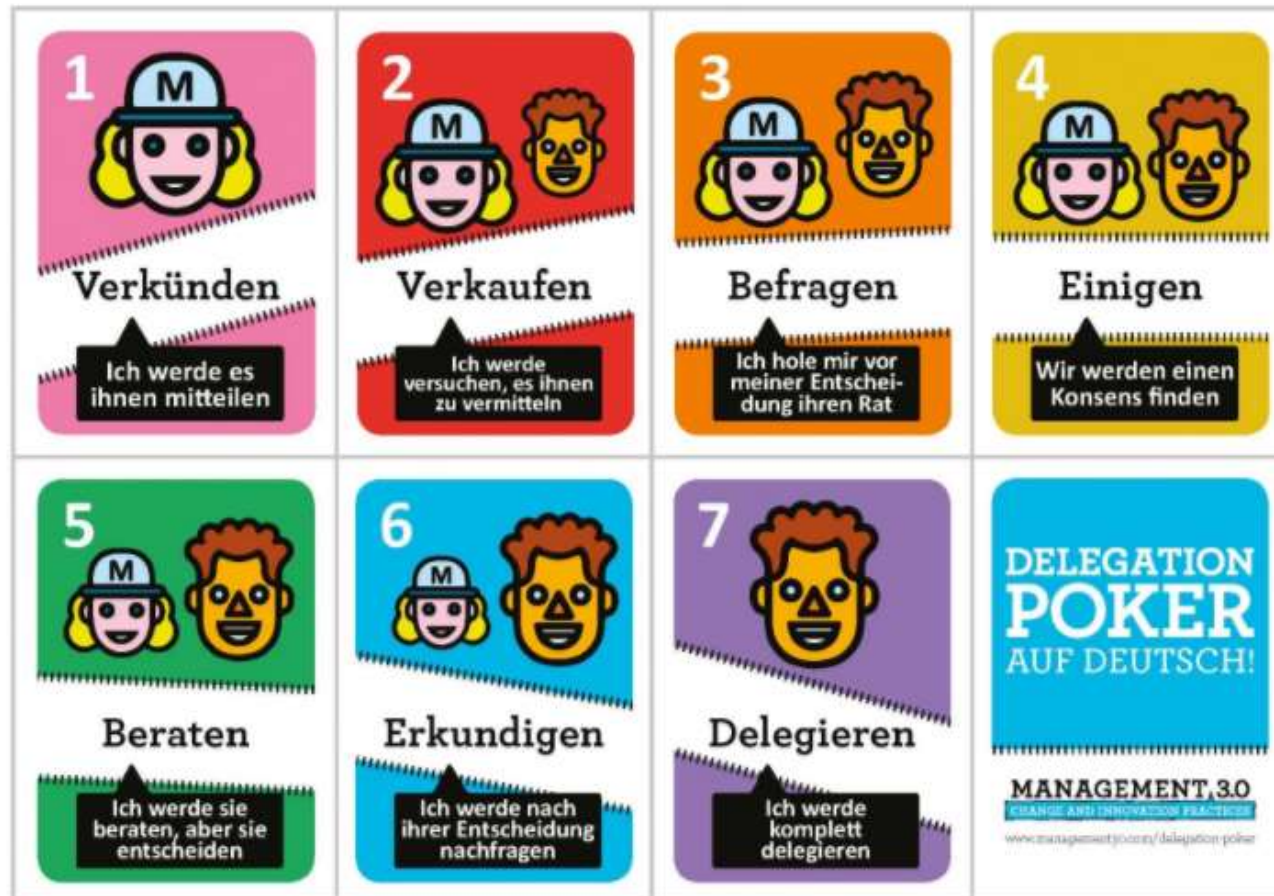 1
M
Verkünden
Ich werde es
ihnen mitteilen
2
M
Verkaufen
Ich werde
versuchen, es ihnen
zu vermitteln
3
M
Befragen
Ich hole mir vor
meiner Entschei-
dung ihren Rat
4
M
Einigen
Wir werden einen
Konsens finden
5
M
Beraten
Ich werde sie
beraten, aber sie
entscheiden
6
M
Erkundigen
Ich werde nach
ihrer Entscheidung
nachfragen
7
Delegieren
Ich werde
komplett
delegieren
DELEGATION
POKER
AUF DEUTSCH!
MANAGEMENT 3.0
CHANGE AND INNOVATION PRACTICES
www.management30.com/delegation-poker